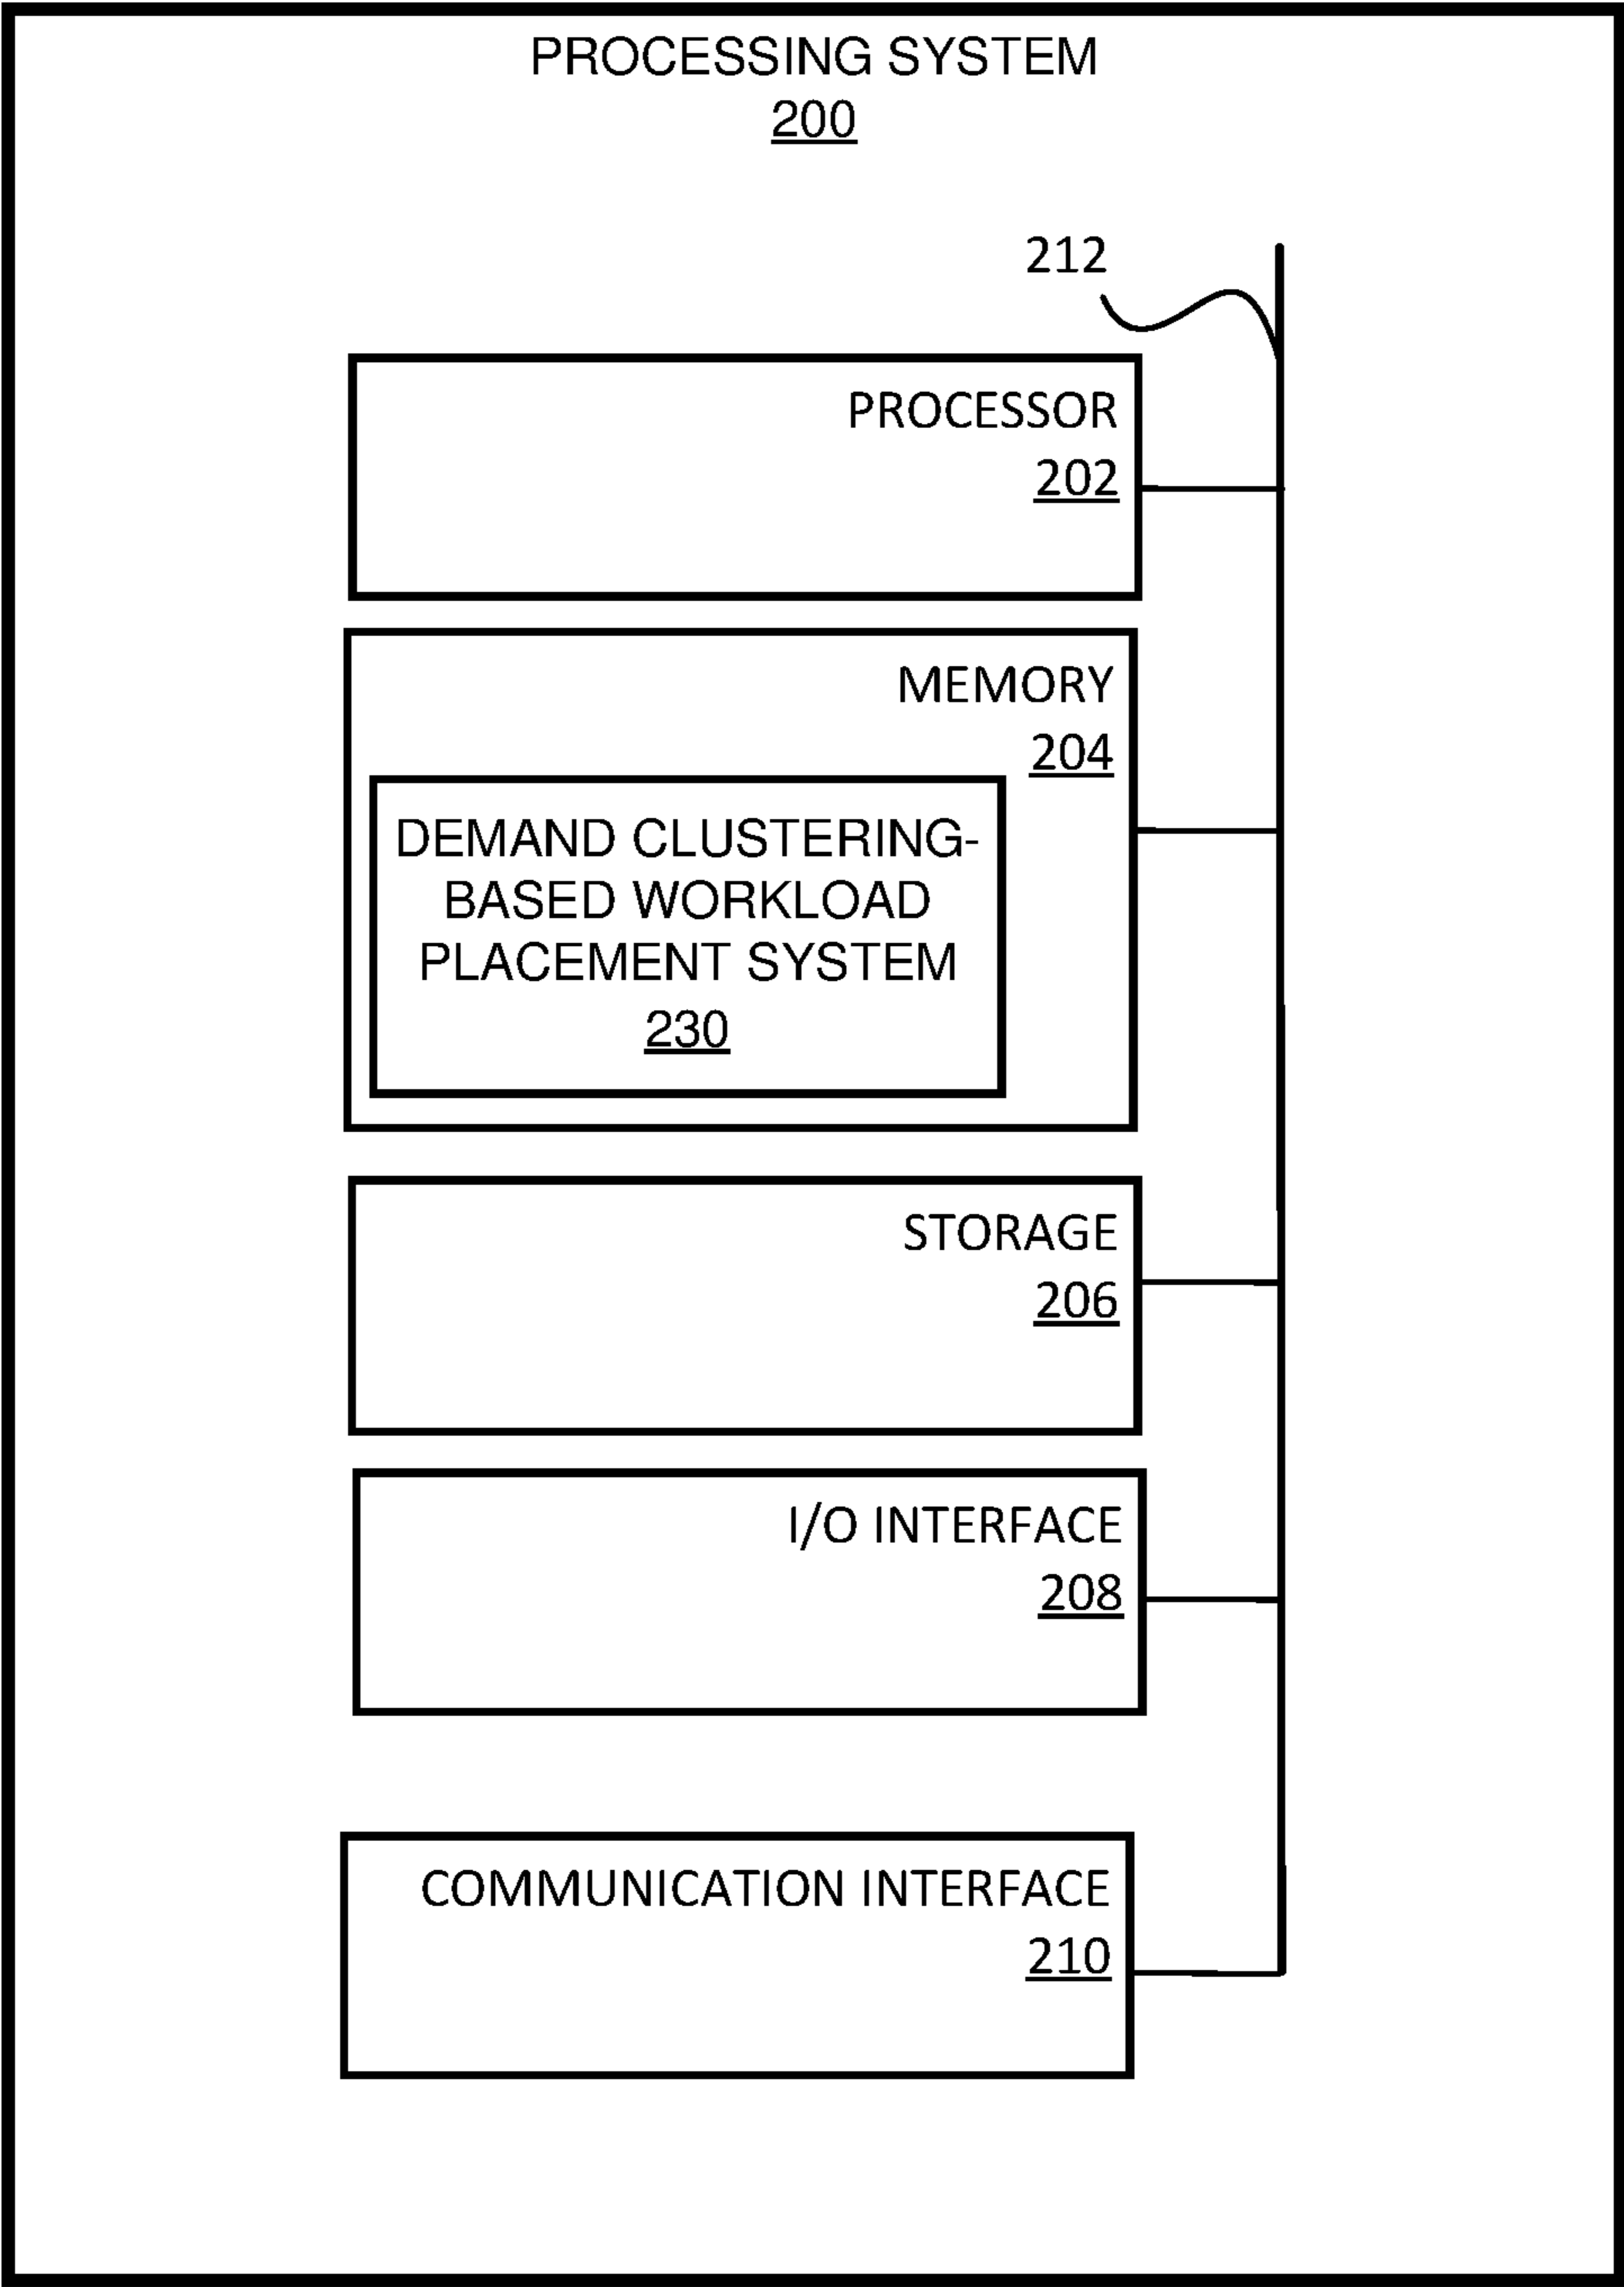 PROCESSING SYSTEM
200
212
PROCESSOR
202
MEMORY
204
DEMAND CLUSTERING-
BASED WORKLOAD
PLACEMENT SYSTEM
230
STORAGE
206
I/O INTERFACE
208
COMMUNICATION INTERFACE
210